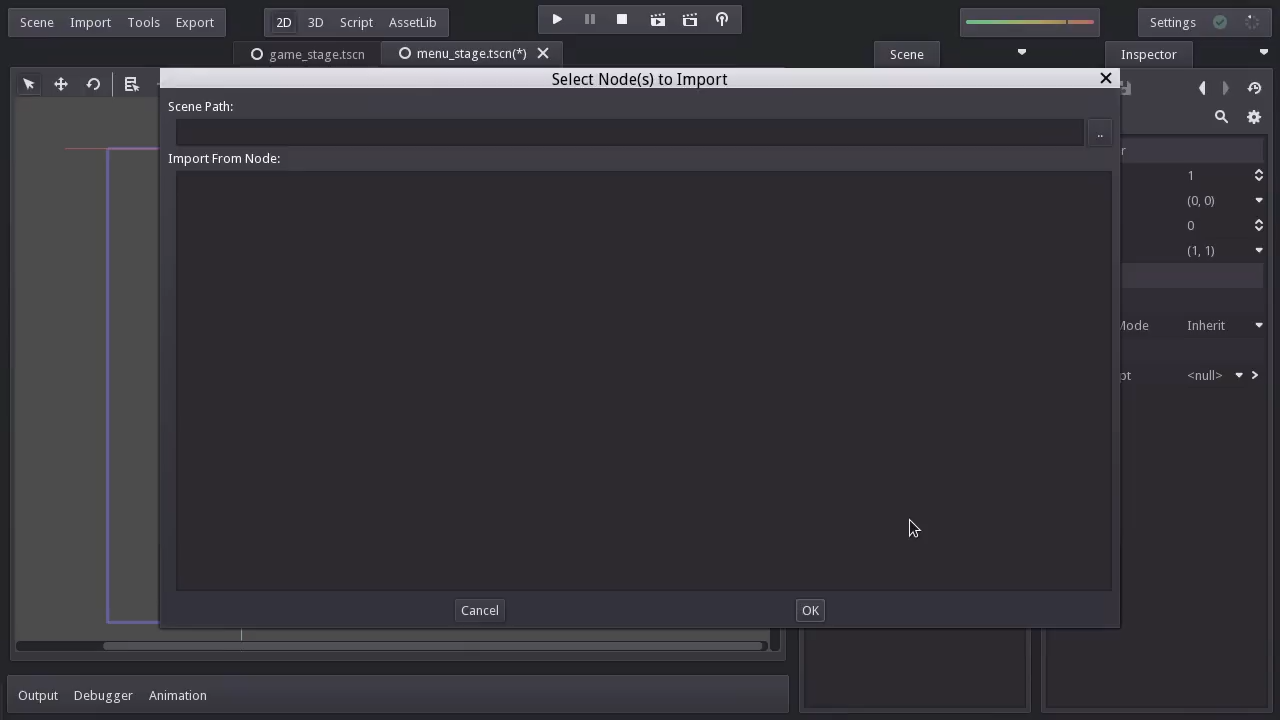 Scene Import Tools Export 2D 3D Script AssetLib Settings
game_stage.tscn menu_stage.tscn(*) Scene Inspector
Select Node(s) to Import
Scene Path:
..
Import From Node:
r
1
(0, 0)
0
(1, 1)
Mode Inherit
pt <null>
Cancel OK
Output Debugger Animation